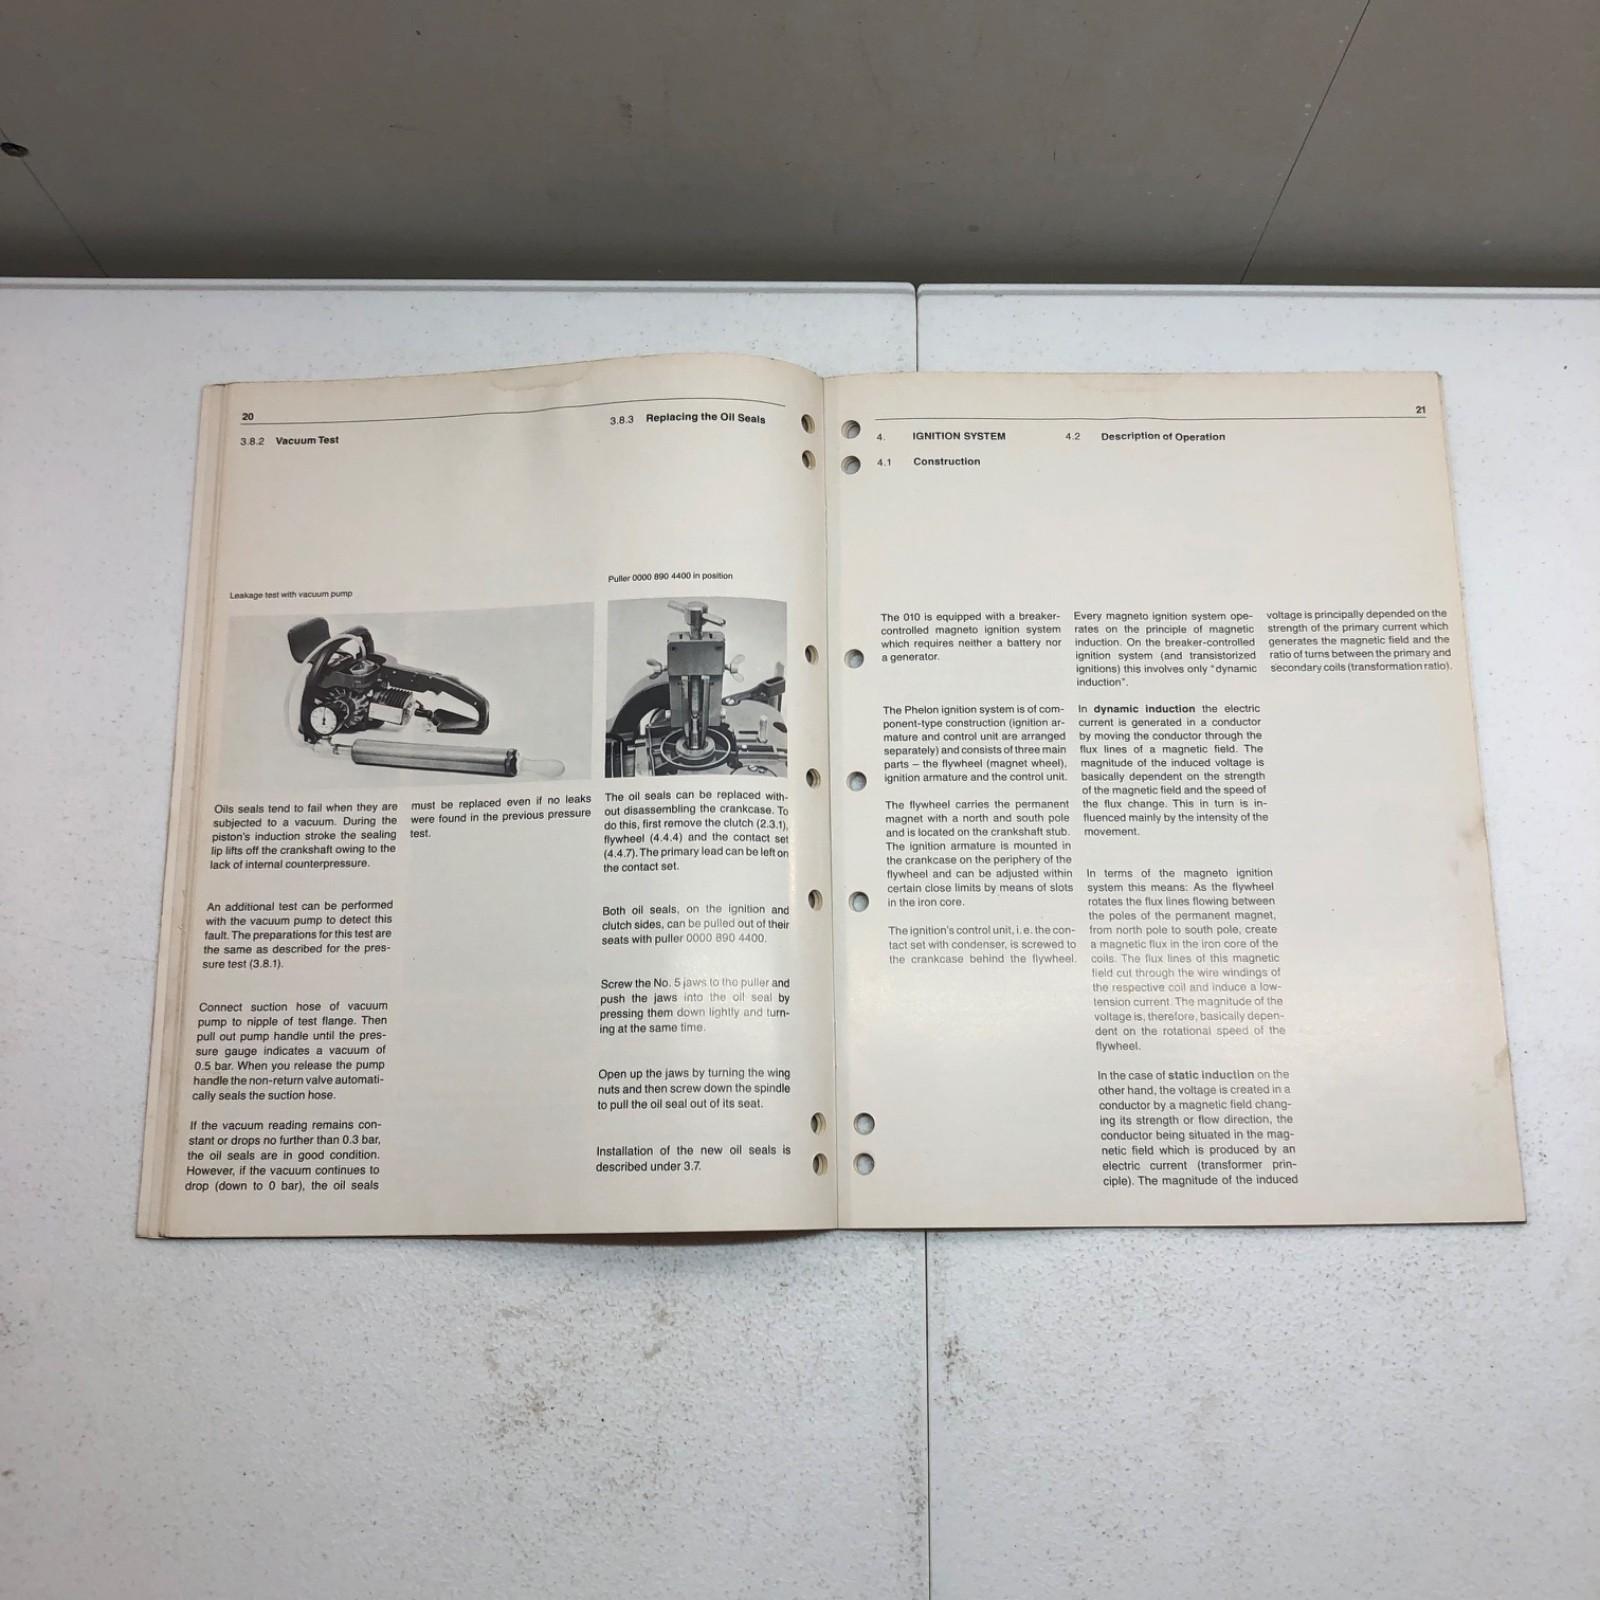 20
3.8.2 Vacuum Test
Leakage test with vacuum pump
Oils seals tend to fail when they are
subjected to a vacuum. During the
piston's induction stroke the sealing
lip lifts off the crankshaft owing to the
lack of internal counterpressure.
An additional test can be performed
with the vacuum pump to detect this
fault. The preparations for this test are
the same as described for the pres-
sure test (3.8.1).
Connect suction hose of vacuum
pump to nipple of test flange. Then
pull out pump handle until the pres-
sure gauge indicates a vacuum of
0.5 bar. When you release the pump
handle the non-return valve automati-
cally seals the suction hose.
If the vacuum reading remains con-
stant or drops no further than 0.3 bar,
the oil seals are in good condition.
However, if the vacuum continues to
drop (down to 0 bar), the oil seals
must be replaced even if no leaks
were found in the previous pressure
test.
3.8.3 Replacing the Oil Seals
Puller 0000 890 4400 in position
The oil seals can be replaced with-
out disassembling the crankcase. To
do this, first remove the clutch (2.3.1),
flywheel (4.4.4) and the contact set
(4.4.7). The primary lead can be left on
the contact set.
Both oil seals, on the ignition and
clutch sides, can be pulled out of their
seats with puller 0000 890 4400.
Screw the No. 5 jaws to the puller and
push the jaws into the oil seal by
pressing them down lightly and turn-
ing at the same time.
Open up the jaws by turning the wing
nuts and then screw down the spindle
to pull the oil seal out of its seat.
Installation of the new oil seals is
described under 3.7.
21
4. IGNITION SYSTEM
4.1 Construction
The 010 is equipped with a breaker-
controlled magneto ignition system
which requires neither a battery nor
a generator.
The Phelon ignition system is of com-
ponent-type construction (ignition ar-
mature and control unit are arranged
separately) and consists of three main
parts – the flywheel (magnet wheel),
ignition armature and the control unit.
The flywheel carries the permanent
magnet with a north and south pole
and is located on the crankshaft stub.
The ignition armature is mounted in
the crankcase on the periphery of the
flywheel and can be adjusted within
certain close limits by means of slots
in the iron core.
The ignition's control unit, i. e. the con-
tact set with condenser, is screwed to
the crankcase behind the flywheel.
4.2 Description of Operation
Every magneto ignition system ope-
rates on the principle of magnetic
induction. On the breaker-controlled
ignition system (and transistorized
ignitions) this involves only "dynamic
induction".
In dynamic induction the electric
current is generated in a conductor
by moving the conductor through the
flux lines of a magnetic field. The
magnitude of the induced voltage is
basically dependent on the strength
of the magnetic field and the speed of
the flux change. This in turn is in-
fluenced mainly by the intensity of the
movement.
In terms of the magneto ignition
system this means: As the flywheel
rotates the flux lines flowing between
the poles of the permanent magnet,
from north pole to south pole, create
a magnetic flux in the iron core of the
coils. The flux lines of this magnetic
field cut through the wire windings of
the respective coil and induce a low-
tension current. The magnitude of the
voltage is, therefore, basically depen-
dent on the rotational speed of the
flywheel.
In the case of static induction on the
other hand, the voltage is created in a
conductor by a magnetic field chang-
ing its strength or flow direction, the
conductor being situated in the mag-
netic field which is produced by an
electric current (transformer prin-
ciple). The magnitude of the induced
voltage is principally depended on the
strength of the primary current which
generates the magnetic field and the
ratio of turns between the primary and
secondary coils (transformation ratio).